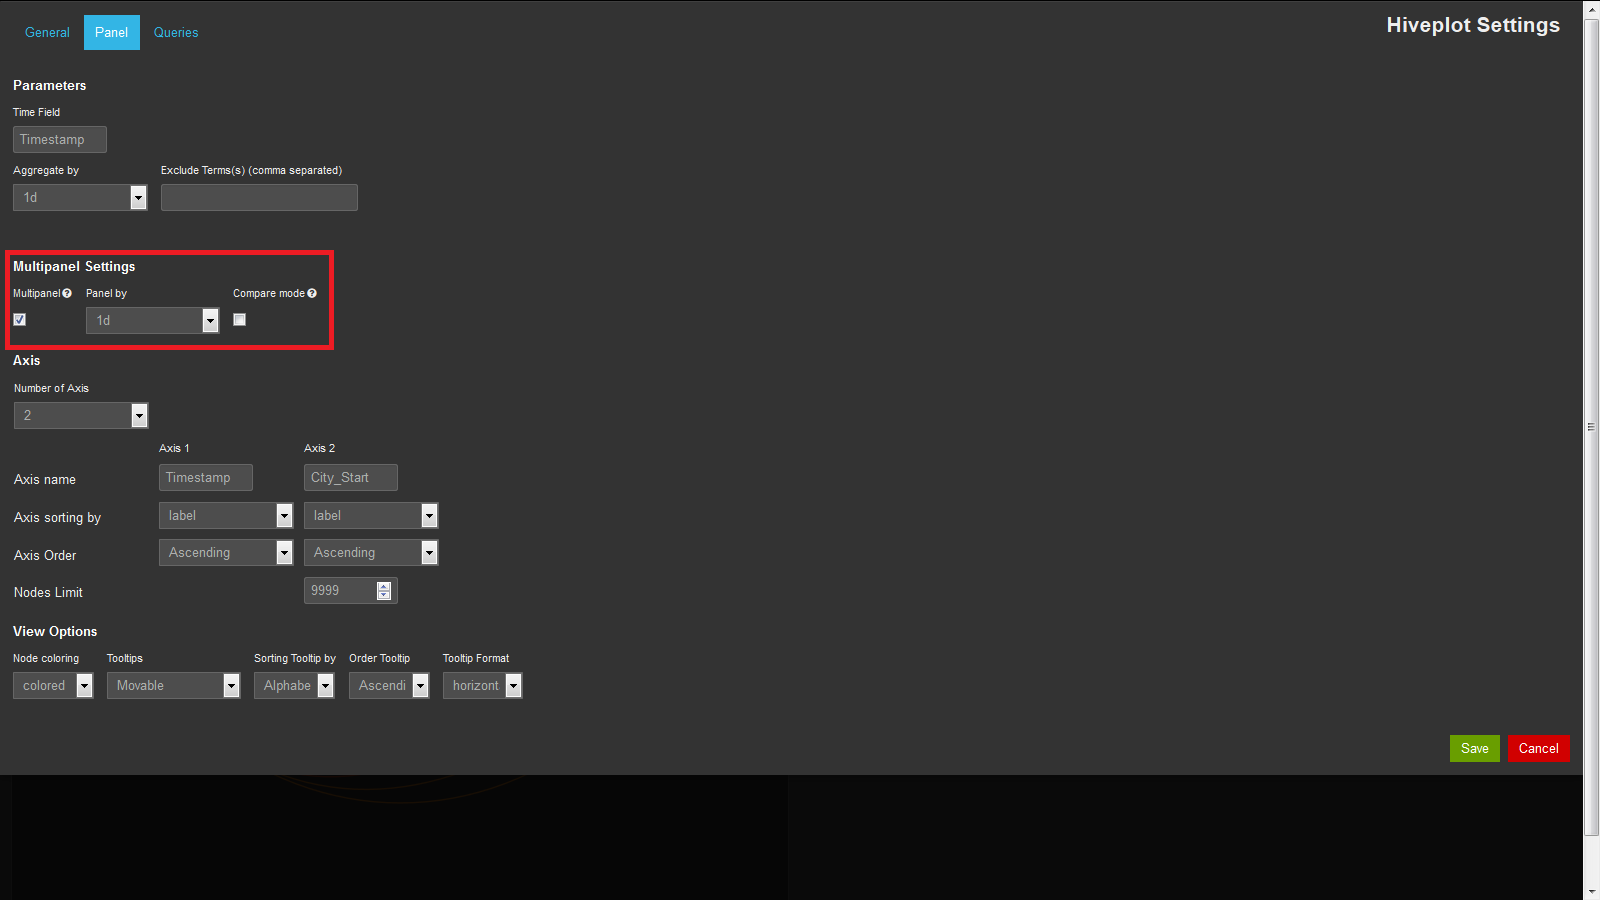 General Panel Queries
Hiveplot Settings
Parameters
Time Field
Timestamp
Aggregate by Exclude Terms(s) (comma separated)
1d
Multipanel Settings
Multipanel Panel by Compare mode
1d
Axis
Number of Axis
2
Axis 1 Axis 2
Axis name Timestamp City_Start
Axis sorting by label label
Axis Order Ascending Ascending
Nodes Limit 9999
View Options
Node coloring Tooltips Sorting Tooltip by Order Tooltip Tooltip Format
colored Movable Alphabe Ascendi horizont
Save Cancel